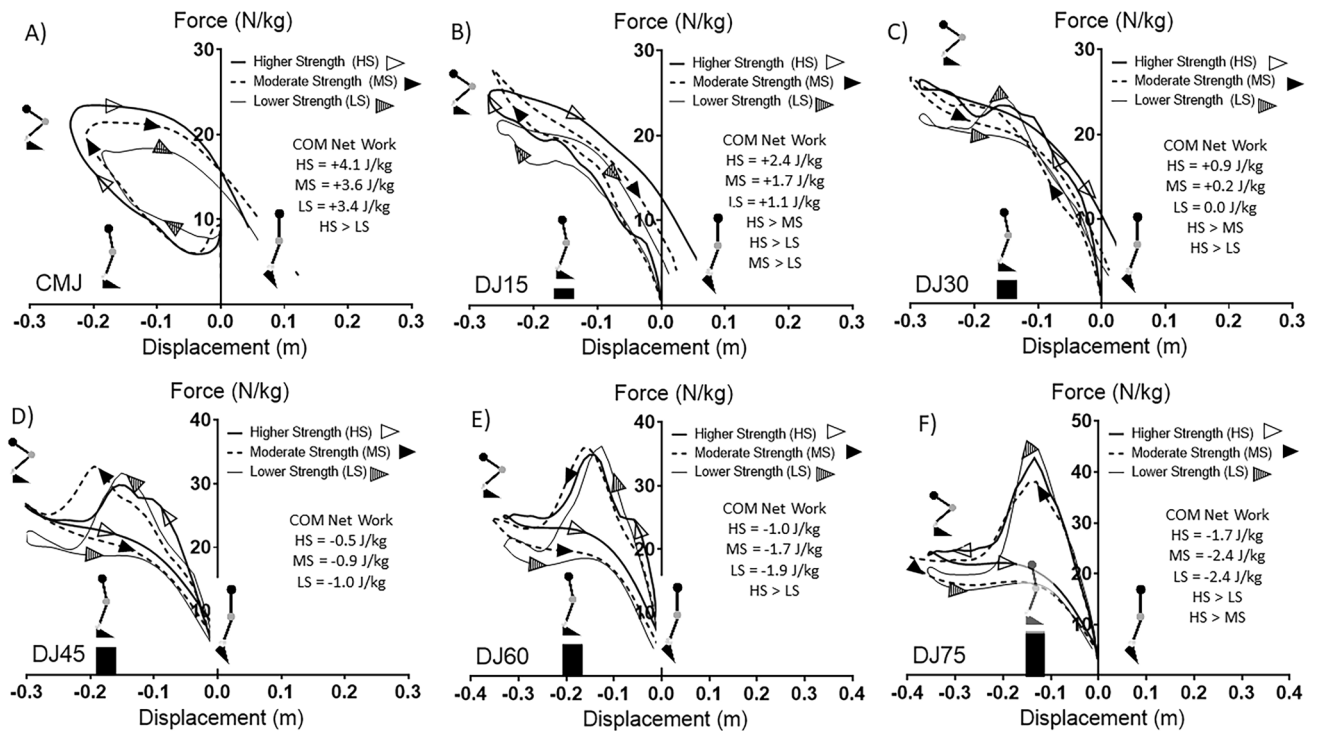 A)
Force (N/kg)
30
20
10
Higher Strength (HS)
Moderate Strength (MS)
Lower Strength (LS)
COM Net Work
HS = +4.1 J/kg
MS = +3.6 J/kg
LS = +3.4 J/kg
HS > LS
CMJ
-0.3 -0.2 -0.1 0.0 0.1 0.2 0.3
Displacement (m)
B)
Force (N/kg)
30
20
10
Higher Strength (HS)
Moderate Strength (MS)
Lower Strength (LS)
COM Net Work
HS = +2.4 J/kg
MS = +1.7 J/kg
LS = +1.1 J/kg
HS > MS
HS > LS
MS > LS
DJ15
-0.3 -0.2 -0.1 0.0 0.1 0.2 0.3
Displacement (m)
C)
Force (N/kg)
30
20
10
Higher Strength (HS)
Moderate Strength (MS)
Lower Strength (LS)
COM Net Work
HS = +0.9 J/kg
MS = +0.2 J/kg
LS = 0.0 J/kg
HS > MS
HS > LS
DJ30
-0.3 -0.2 -0.1 0.0 0.1 0.2 0.3
Displacement (m)
D)
Force (N/kg)
40
30
20
10
Higher Strength (HS)
Moderate Strength (MS)
Lower Strength (LS)
COM Net Work
HS = -0.5 J/kg
MS = -0.9 J/kg
LS = -1.0 J/kg
DJ45
-0.3 -0.2 -0.1 0.0 0.1 0.2 0.3
Displacement (m)
E)
Force (N/kg)
40
30
20
10
Higher Strength (HS)
Moderate Strength (MS)
Lower Strength (LS)
COM Net Work
HS = -1.0 J/kg
MS = -1.7 J/kg
LS = -1.9 J/kg
HS > LS
DJ60
-0.4 -0.3 -0.2 -0.1 0.0 0.1 0.2 0.3 0.4
Displacement (m)
F)
Force (N/kg)
50
40
30
20
10
Higher Strength (HS)
Moderate Strength (MS)
Lower Strength (LS)
COM Net Work
HS = -1.7 J/kg
MS = -2.4 J/kg
LS = -2.4 J/kg
HS > LS
HS > MS
DJ75
-0.4 -0.3 -0.2 -0.1 0.0 0.1 0.2 0.3 0.4
Displacement (m)